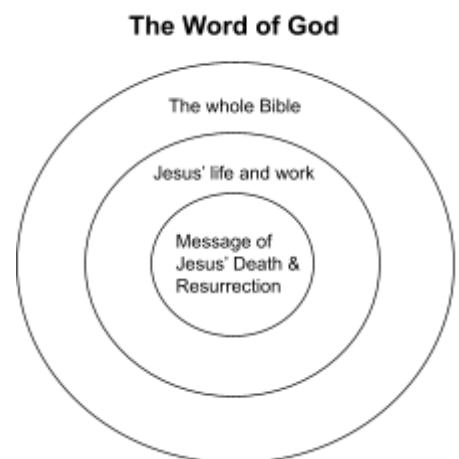 The Word of God
The whole Bible
Jesus' life and work
Message of
Jesus' Death &
Resurrection